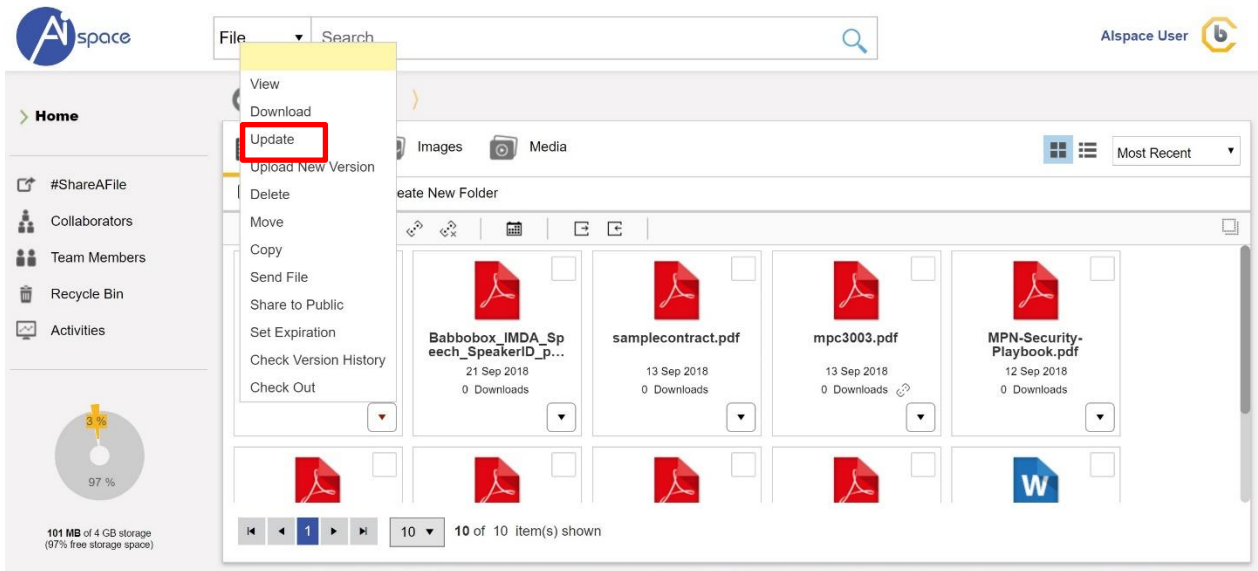 Aispace
File
Search
AIspace User
Home
#ShareAFile
Collaborators
Team Members
Recycle Bin
Activities
3 %
97 %
101 MB of 4 GB storage
(97% free storage space)
View
Download
Update
Upload New Version
Delete
Move
Copy
Send File
Share to Public
Set Expiration
Check Version History
Check Out
Images
Media
Most Recent
eate New Folder
Babbobox_IMDA_Sp
eech_SpeakerID_p...
21 Sep 2018
0 Downloads
samplecontract.pdf
13 Sep 2018
0 Downloads
mpc3003.pdf
13 Sep 2018
0 Downloads
MPN-Security-
Playbook.pdf
12 Sep 2018
0 Downloads
W
1
10
10 of 10 item(s) shown